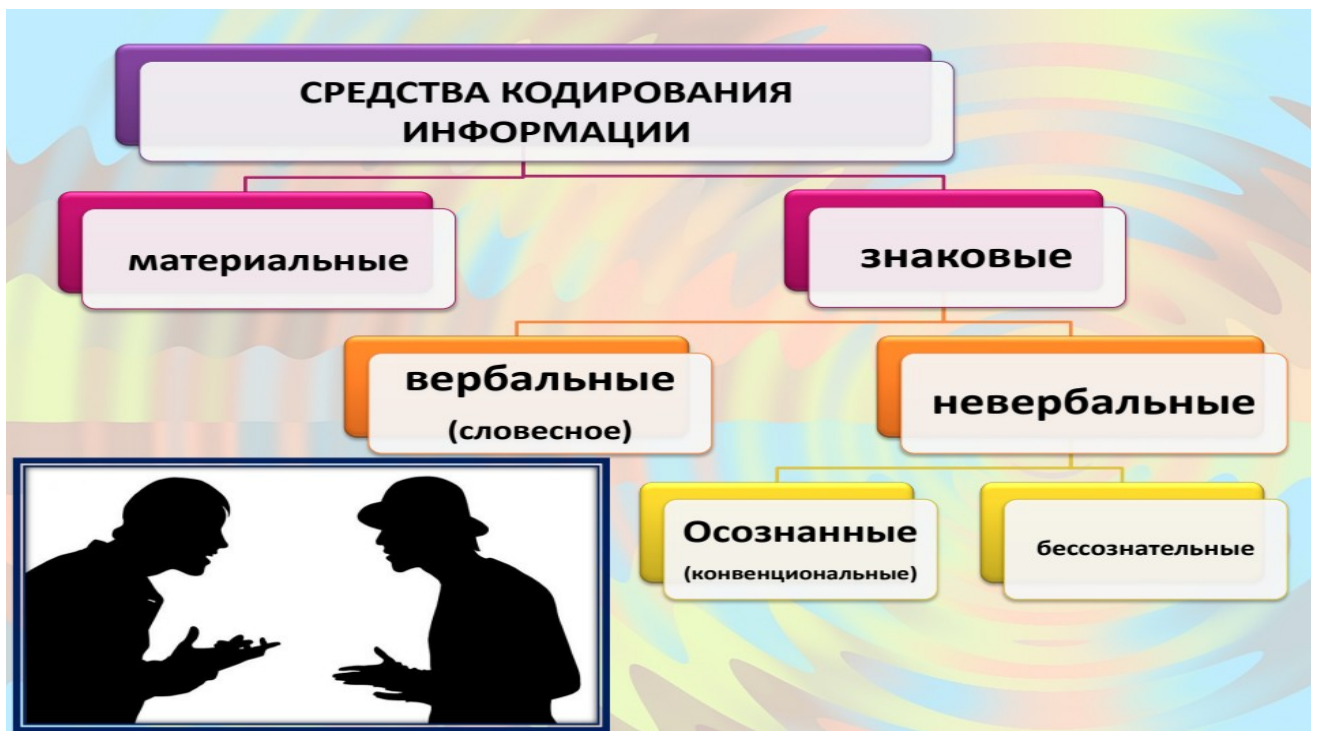 СРЕДСТВА КОДИРОВАНИЯ
ИНФОРМАЦИИ
материальные
знаковые
вербальные
(словесное)
невербальные
Осознанные
(конвенциональные)
бессознательные